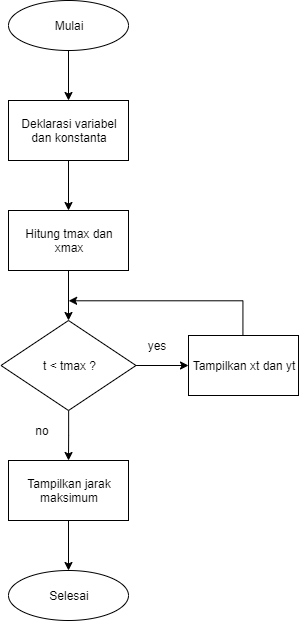 Mulai
Deklarasi variabel
dan konstanta
Hitung tmax dan
xmax
t < tmax ?
yes
Tampilkan xt dan yt
no
Tampilkan jarak
maksimum
Selesai